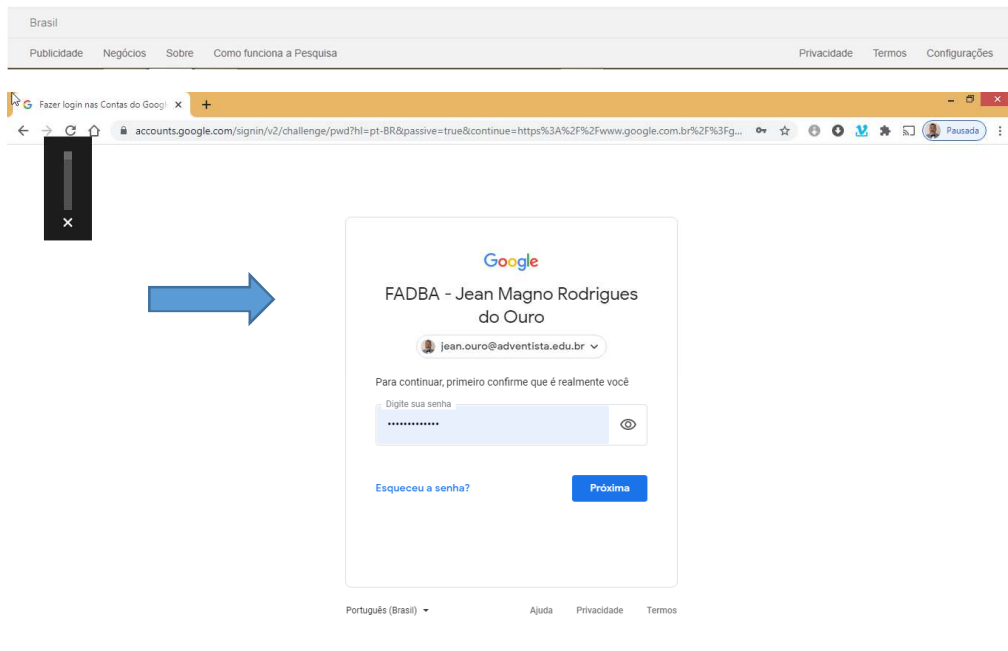 Brasil
Publicidade Negócios Sobre Como funciona a Pesquisa Privacidade Termos Configurações
Fazer login nas Contas do Googl
accounts.google.com/signin/v2/challenge/pwd?hl=pt-BR&passive=true&continue=https%3A%2F%2Fwww.google.com.br%2F%3Fg... Pausada
Google
FADBA - Jean Magno Rodrigues
do Ouro
jean.ouro@adventista.edu.br
Para continuar, primeiro confirme que é realmente você
Digite sua senha
•••••••••••••
Esqueceu a senha? Próxima
Português (Brasil) Ajuda Privacidade Termos